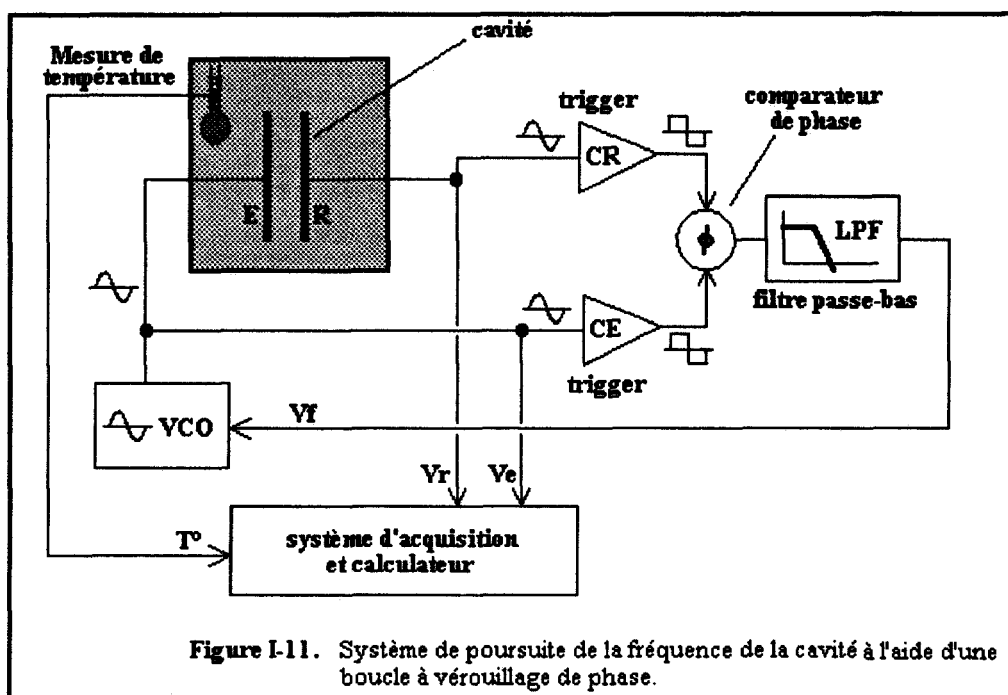 cavité
Mesure de
température
trigger
comparateur
de phase
CR
E
R
ϕ
LPF
filtre passe-bas
CE
trigger
VCO
Vf
Vr
Ve
T°
système d'acquisition
et calculateur
Figure I-11. Système de poursuite de la fréquence de la cavité à l'aide d'une
boucle à vérouillage de phase.